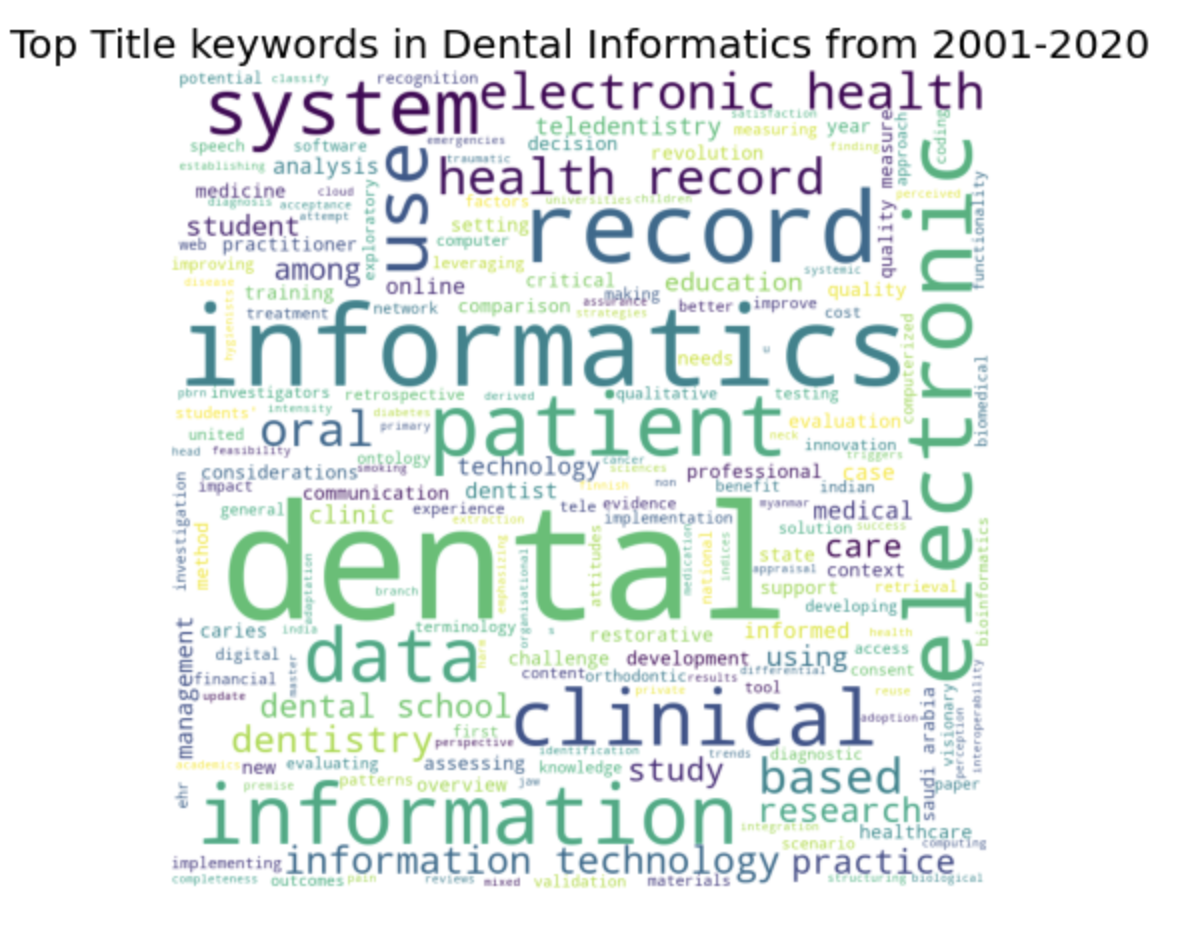 Top Title keywords in Dental Informatics from 2001-2020
potential classify recognition
system electronic health
satisfaction
teledentistry measuring year
speech software emergencies decision finding
establishing analysis traumatic revolution
use health record
quality measure approach coding
medicine cloud
diagnosis acceptance factors universities children perceived
attempt
student setting record electronic
web practitioner exploratory computer functionality
improving among leveraging systemic
disease online critical education
training making quality
treatment network comparison assurance better improve cost
strategies
hygienists informatics computerized
needs u
biomedical
pbrn investigators retrospective derived qualitative testing
students' intensity diabetes patient evaluation
united oral primary neck innovation
head feasibility ontology triggers
considerations smoking technology cancer sciences professional case
impact communication dentist finnish non benefit indian
general clinic experience tele evidence myanmar medical
extraction implementation solution success
investigation method dental care
adaptation emphasizing organisational attitudes medication national indices state
appraisal context
branch support retrieval bioinformatics
developing
caries india terminology s restorative informed health
management digital data harm challenge development using access
financial master content orthodontic results differential consent
update private tool reuse
dental school clinical adoption
saudi arabia visionary perception interoperability
dentistry first
perspective identification trends diagnostic
academics new evaluating assessing knowledge study based
ehr premise patterns overview jaw paper
information research
integration healthcare
scenario computing
implementing information technology practice
completeness outcomes pain reviews mixed validation materials structuring biological